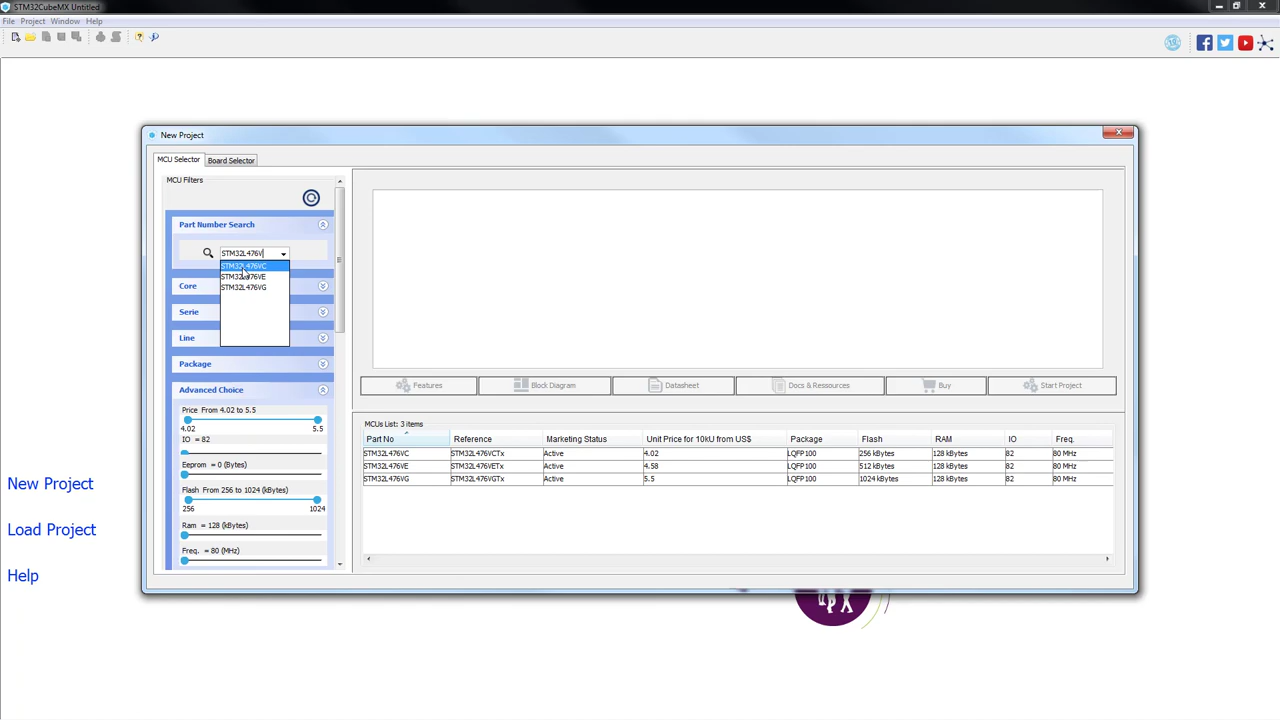 STM32CubeMX Untitled
File Project Window Help
New Project
MCU Selector Board Selector
MCU Filters
Part Number Search
STM32L476V
STM32L476VC
STM32L476VE
STM32L476VG
Core
Serie
Line
Package
Advanced Choice
Price From 4.02 to 5.5
4.02 5.5
IO = 82
Eeprom = 0 (Bytes)
Flash From 256 to 1024 (kBytes)
256 1024
Ram = 128 (kBytes)
Freq. = 80 (MHz)
Features Block Diagram Datasheet Docs & Ressources Buy Start Project
MCUs List: 3 items
Part No Reference Marketing Status Unit Price for 10kU from US$ Package Flash RAM IO Freq.
STM32L476VC STM32L476VCTx Active 4.02 LQFP100 256 kBytes 128 kBytes 82 80 MHz
STM32L476VE STM32L476VETx Active 4.58 LQFP100 512 kBytes 128 kBytes 82 80 MHz
STM32L476VG STM32L476VGTx Active 5.5 LQFP100 1024 kBytes 128 kBytes 82 80 MHz
New Project
Load Project
Help